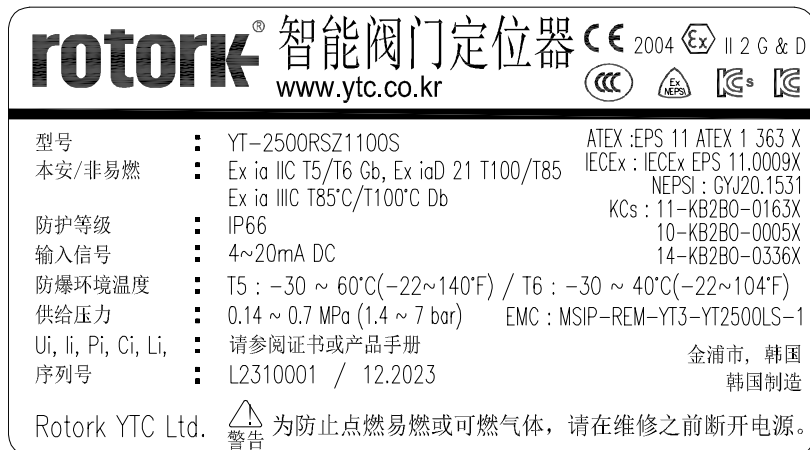 rotork® 智能阀门定位器 CE 2004 Ex II 2 G & D
www.ytc.co.kr CCC Ex NEPSI KCs KC
型号 : YT-2500RSZ1100S ATEX :EPS 11 ATEX 1 363 X
本安/非易燃 : Ex ia IIC T5/T6 Gb, Ex iaD 21 T100/T85 IECEx : IECEx EPS 11.0009X
Ex ia IIIC T85°C/T100°C Db NEPSI : GYJ20.1531
防护等级 : IP66 KCs : 11-KB2BO-0163X
输入信号 : 4~20mA DC 10-KB2BO-0005X
14-KB2BO-0336X
防爆环境温度 : T5 : -30 ~ 60°C(-22~140°F) / T6 : -30 ~ 40°C(-22~104°F)
供给压力 : 0.14 ~ 0.7 MPa (1.4 ~ 7 bar) EMC : MSIP-REM-YT3-YT2500LS-1
Ui, Ii, Pi, Ci, Li, : 请参阅证书或产品手册
金浦市, 韩国
序列号 : L2310001 / 12.2023 韩国制造
Rotork YTC Ltd. 警告 为防止点燃易燃或可燃气体，请在维修之前断开电源。